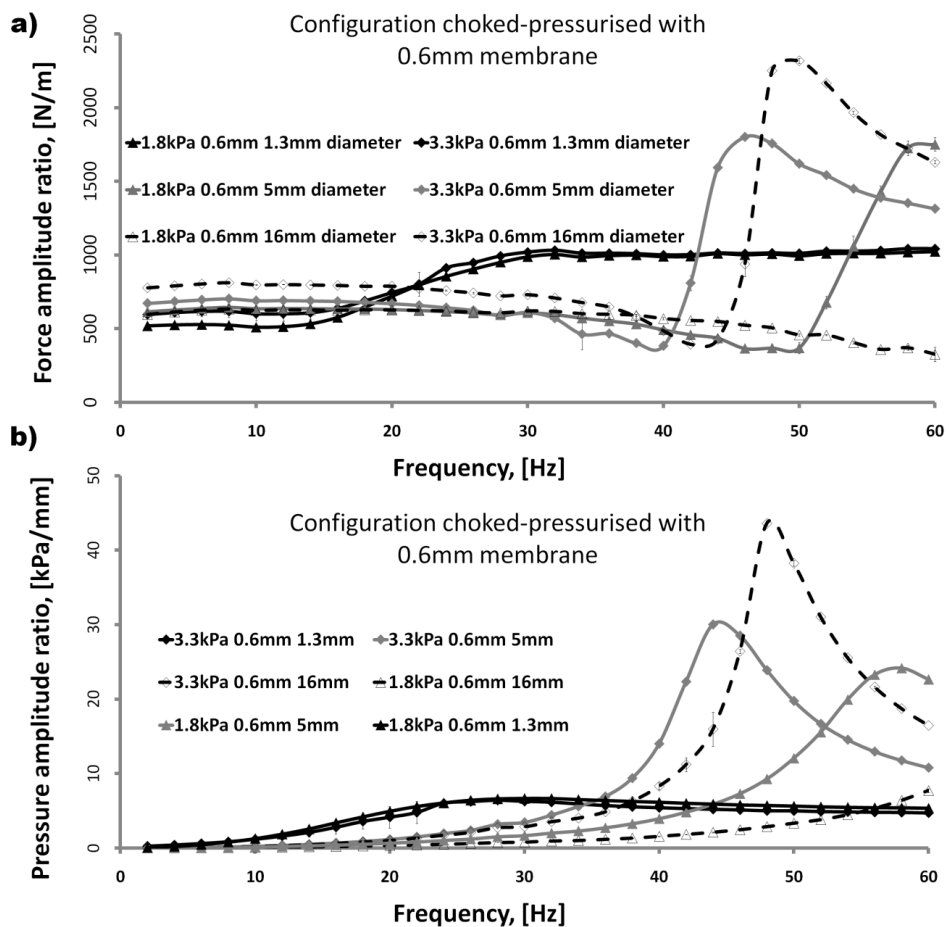 a)
Configuration choked-pressurised with
0.6mm membrane
Force amplitude ratio, [N/m]
2500
2000
1500
1000
500
0
1.8kPa 0.6mm 1.3mm diameter
3.3kPa 0.6mm 1.3mm diameter
1.8kPa 0.6mm 5mm diameter
3.3kPa 0.6mm 5mm diameter
1.8kPa 0.6mm 16mm diameter
3.3kPa 0.6mm 16mm diameter
0 10 20 30 40 50 60
Frequency, [Hz]
b)
Configuration choked-pressurised with
0.6mm membrane
Pressure amplitude ratio, [kPa/mm]
50
40
30
20
10
0
3.3kPa 0.6mm 1.3mm
3.3kPa 0.6mm 5mm
3.3kPa 0.6mm 16mm
1.8kPa 0.6mm 16mm
1.8kPa 0.6mm 5mm
1.8kPa 0.6mm 1.3mm
0 10 20 30 40 50 60
Frequency, [Hz]